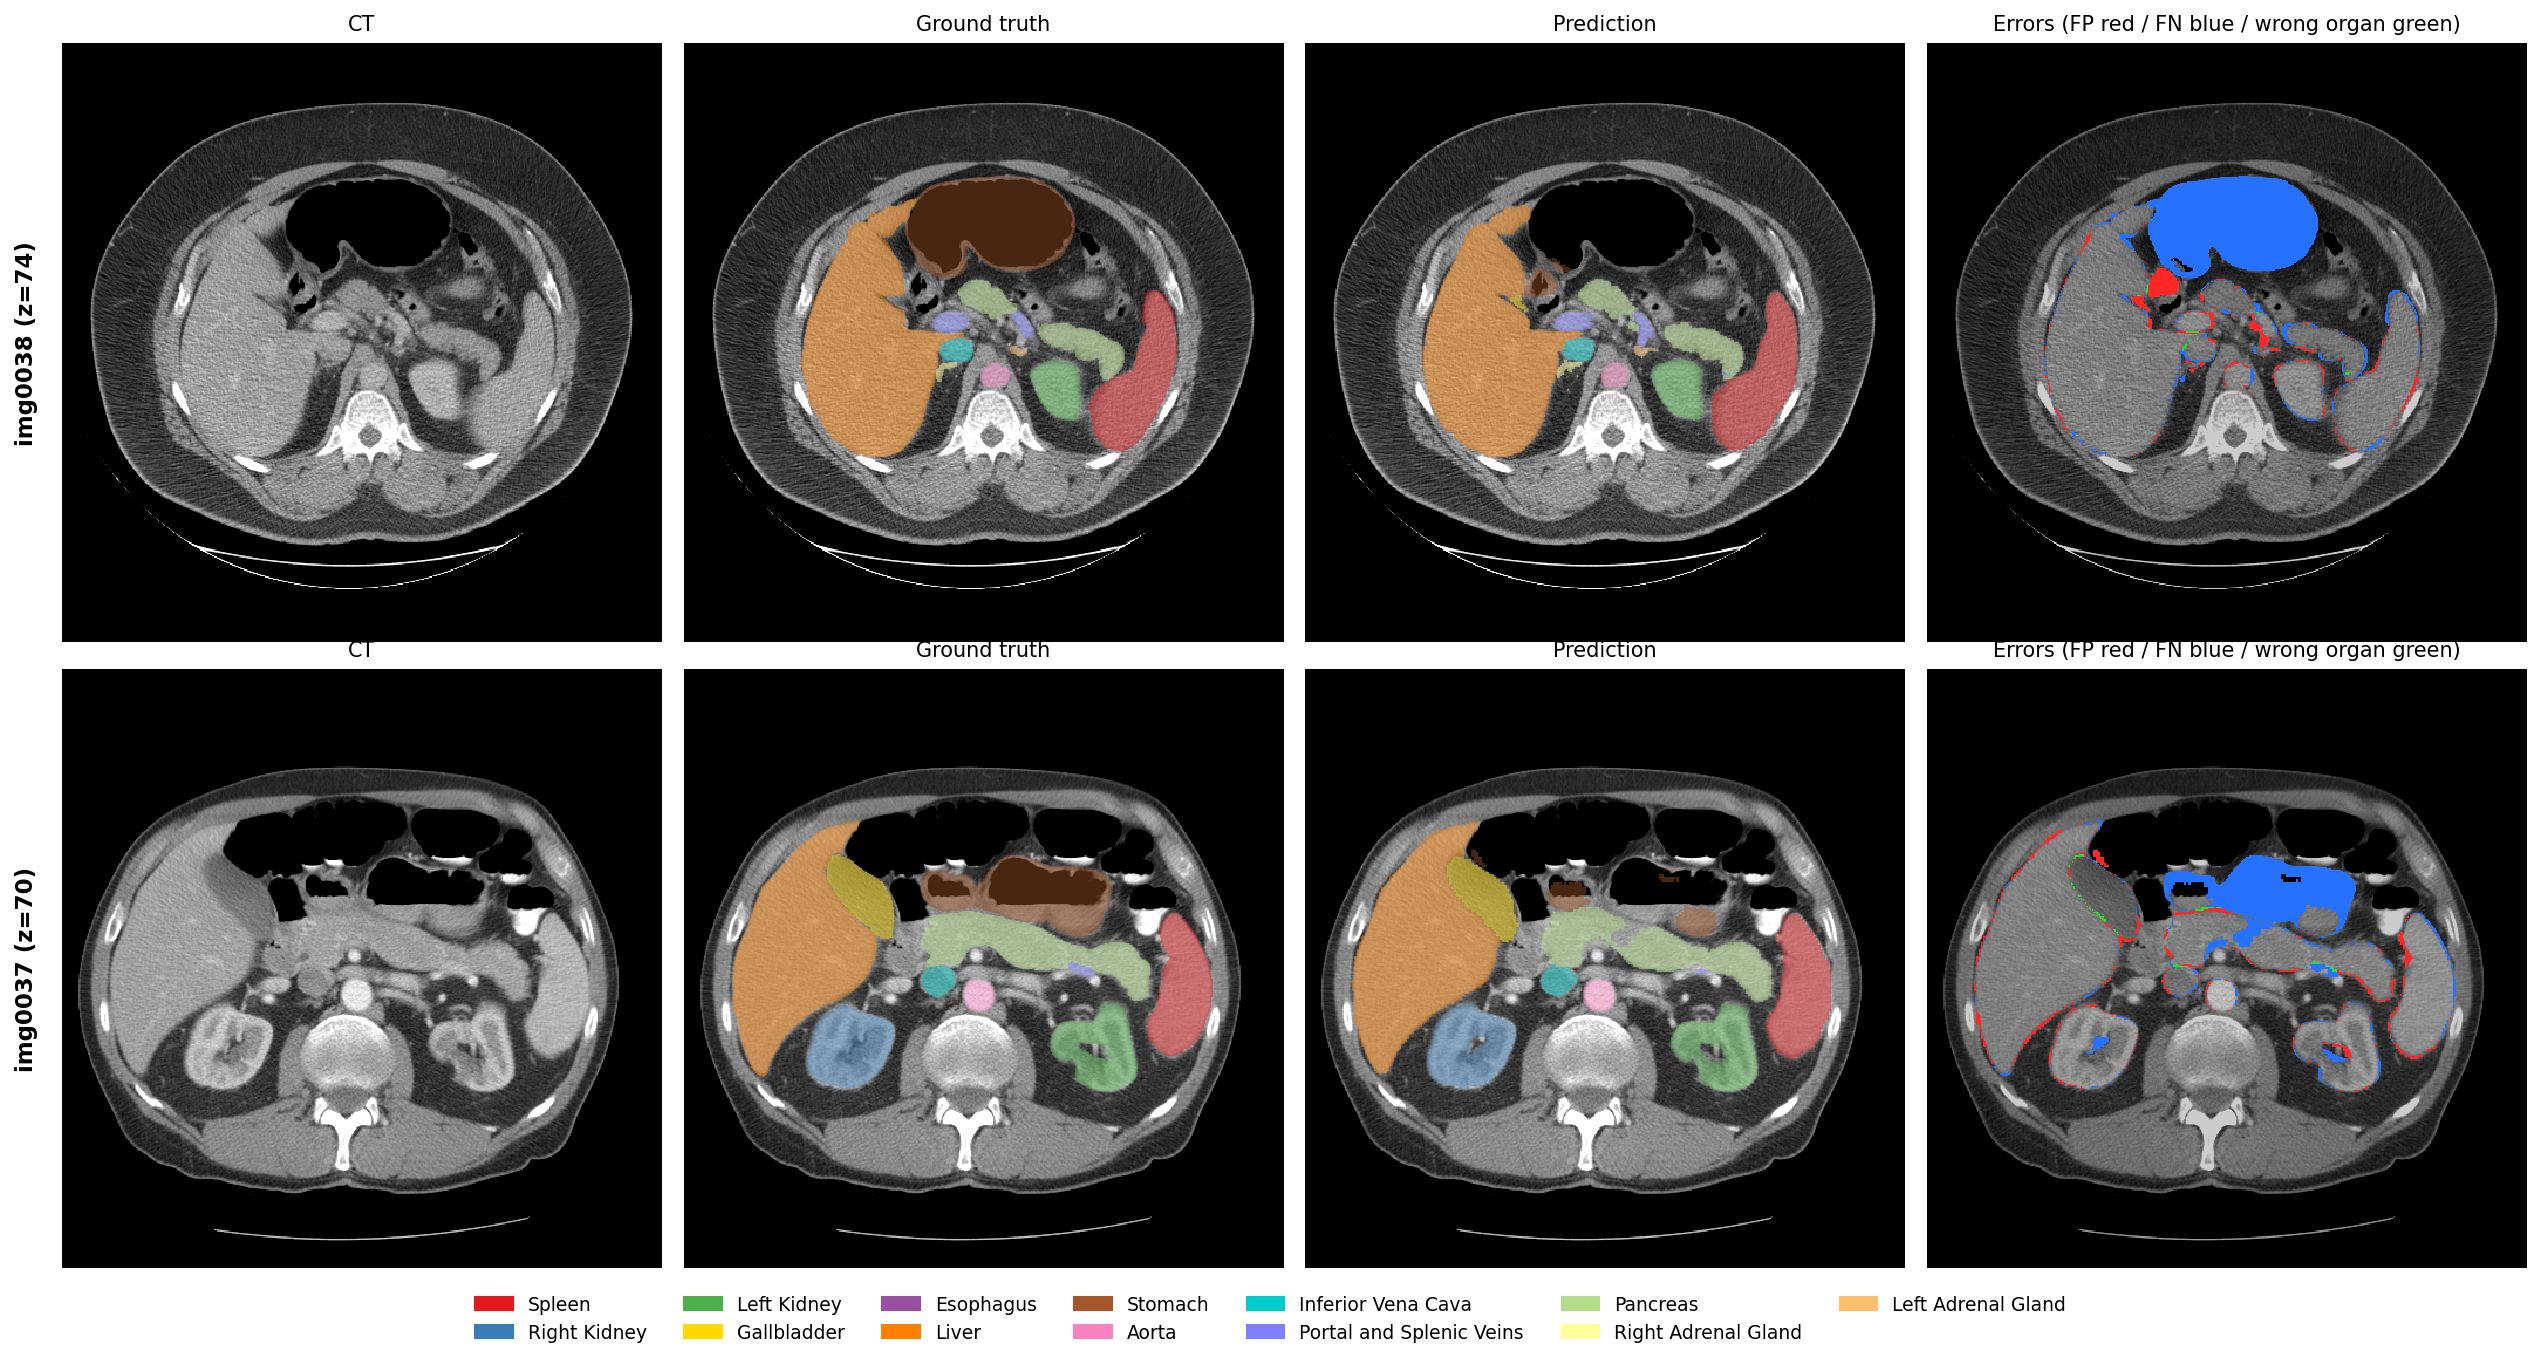 CT Ground truth Prediction Errors (FP red / FN blue / wrong organ green)
img0038 (z=74)
CT Ground truth Prediction Errors (FP red / FN blue / wrong organ green)
img0037 (z=70)
Spleen Left Kidney Esophagus Stomach Inferior Vena Cava Pancreas Left Adrenal Gland
Right Kidney Gallbladder Liver Aorta Portal and Splenic Veins Right Adrenal Gland